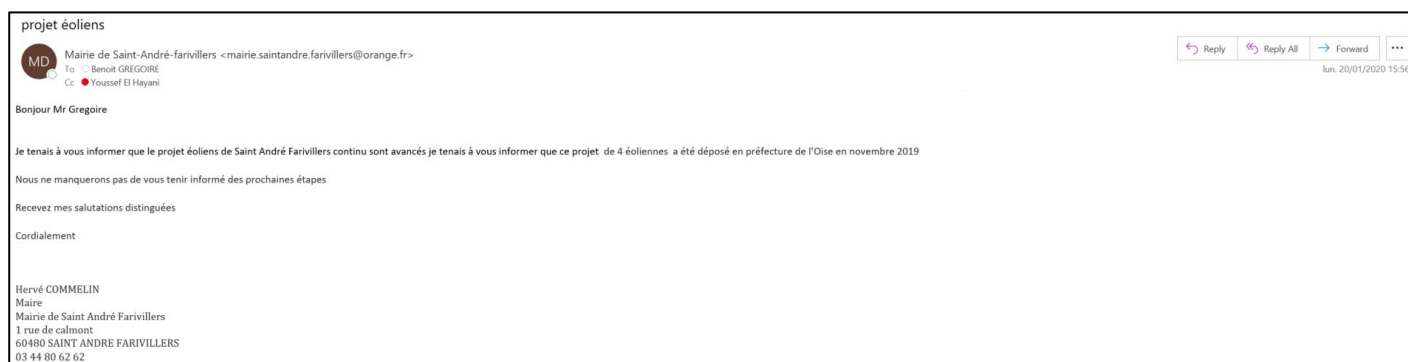 projet éoliens
MD
Mairie de Saint-André-farivillers <mairie.saintandre.farivillers@orange.fr>
To Benoit GREGOIRE
Cc Youssef El Hayani
Reply Reply All Forward ...
lun. 20/01/2020 15:56
Bonjour Mr Gregoire
Je tenais à vous informer que le projet éoliens de Saint André Farivillers continu sont avancés je tenais à vous informer que ce projet de 4 éoliennes a été déposé en préfecture de l'Oise en novembre 2019
Nous ne manquerons pas de vous tenir informé des prochaines étapes
Recevez mes salutations distinguées
Cordialement
Hervé COMMELIN
Maire
Mairie de Saint André Farivillers
1 rue de calmont
60480 SAINT ANDRE FARIVILLERS
03 44 80 62 62